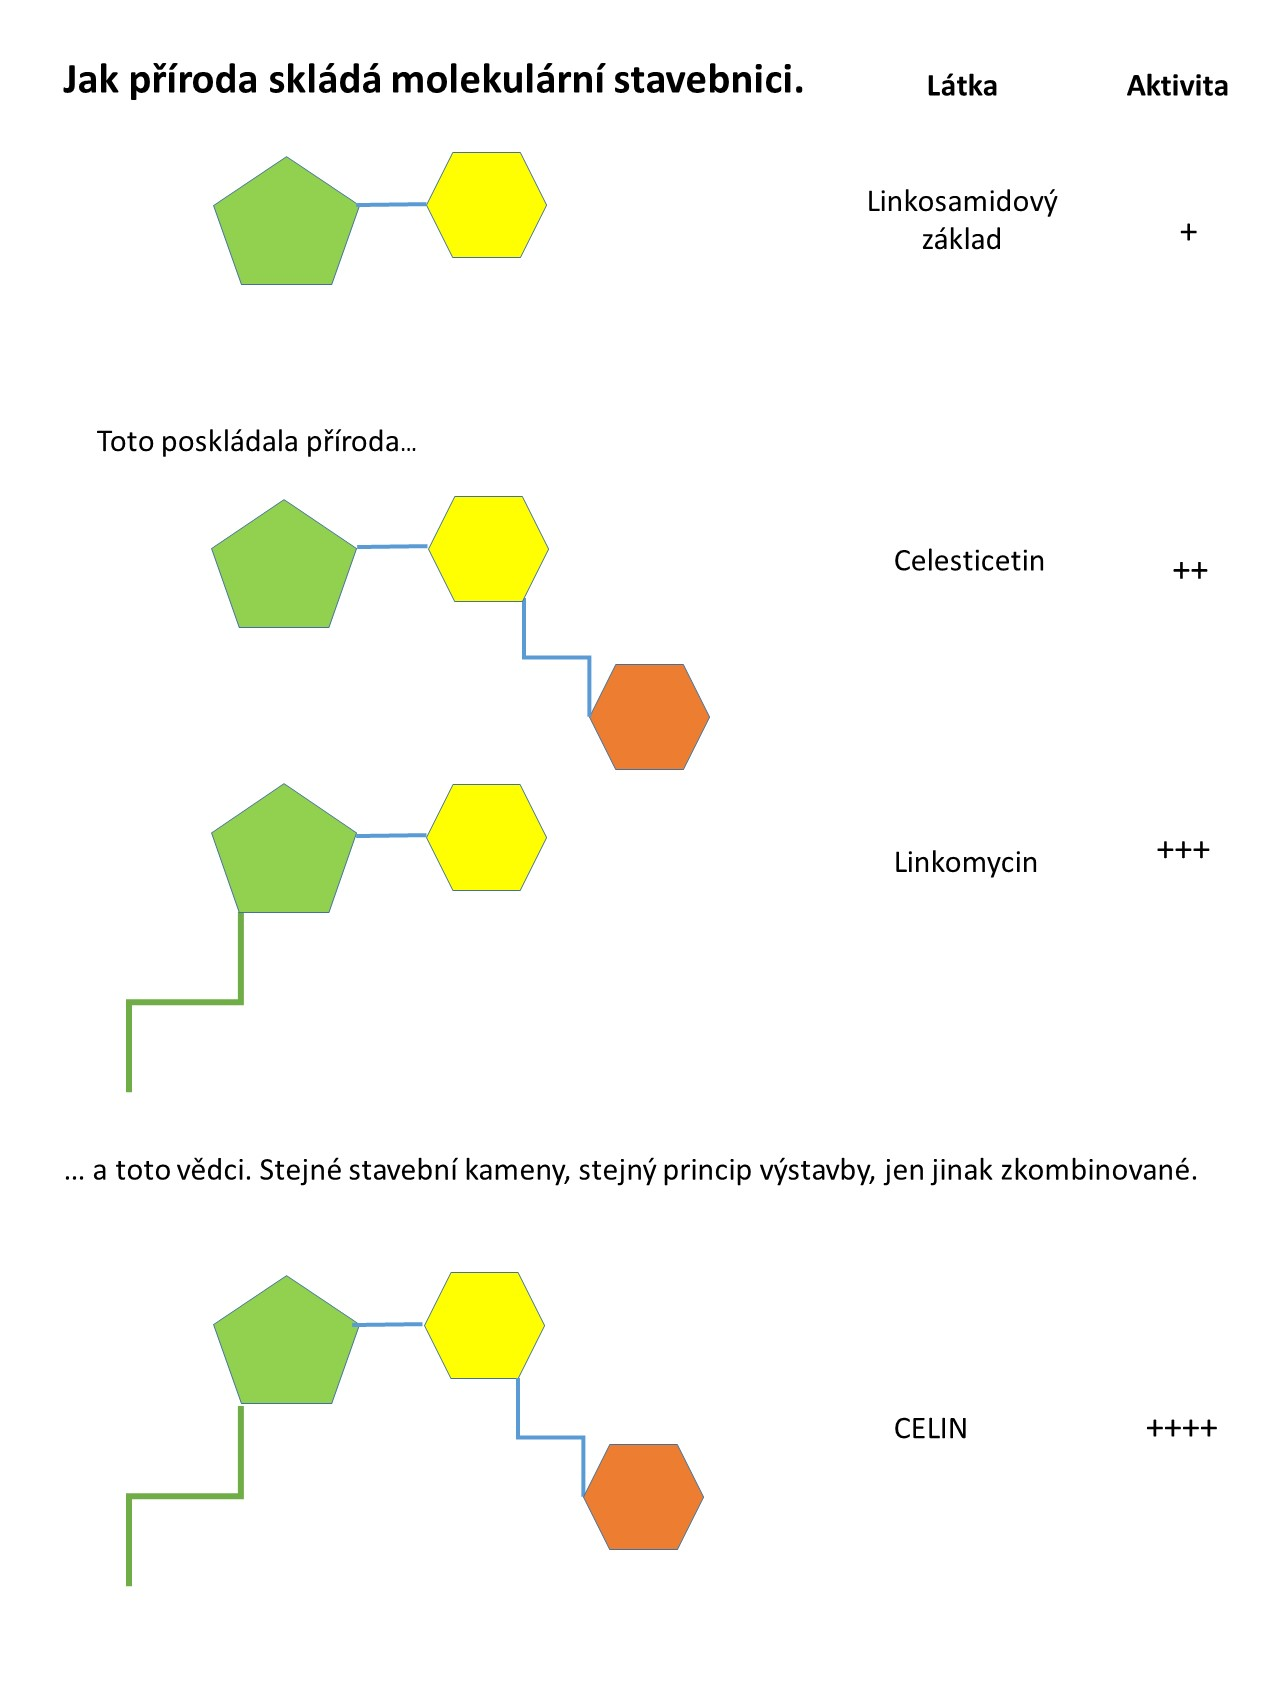 Jak příroda skládá molekulární stavebnici.
Látka
Aktivita
Linkosamidový
základ
+
Toto poskládala příroda…
Celesticetin
++
Linkomycin
+++
… a toto vědci. Stejné stavební kameny, stejný princip výstavby, jen jinak zkombinované.
CELIN
++++